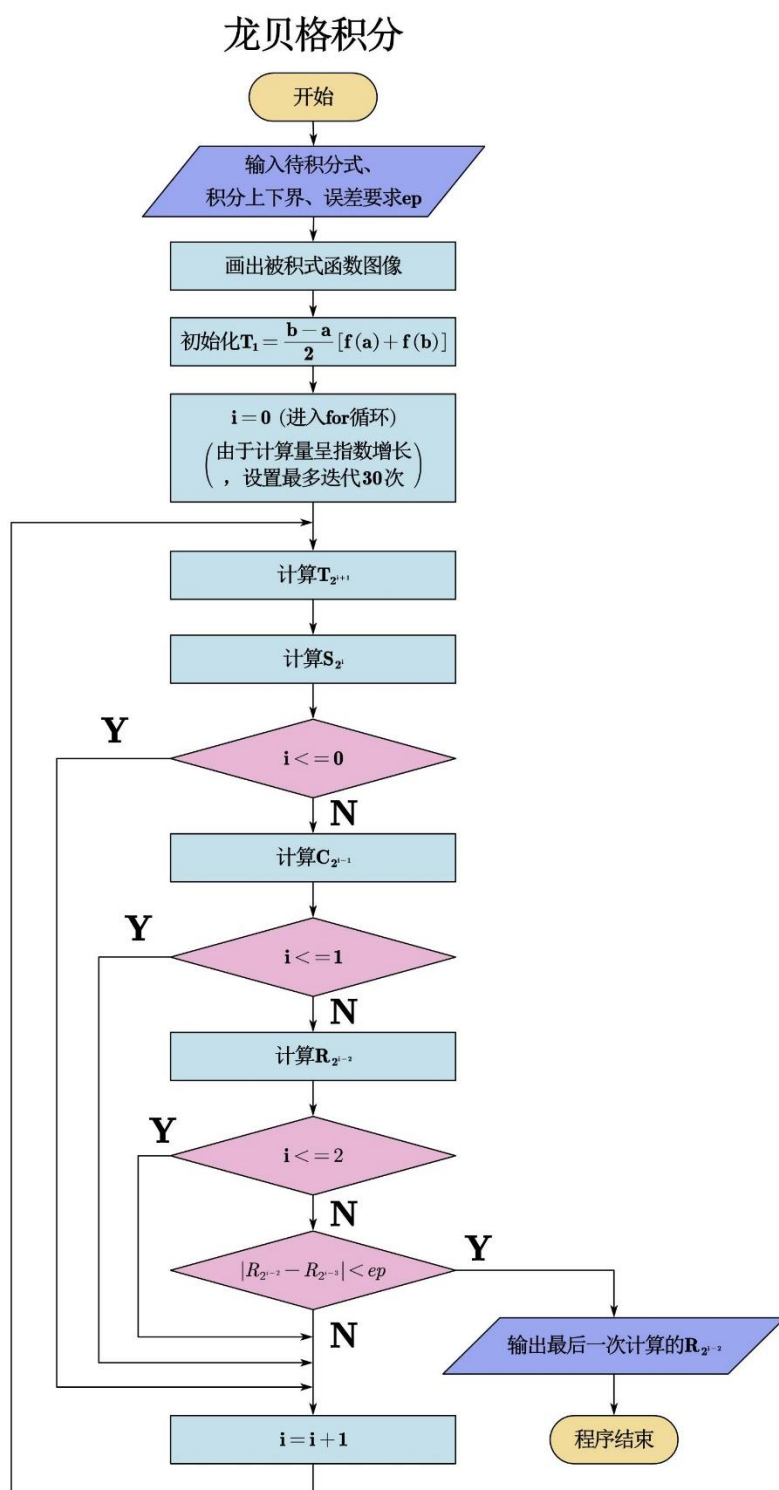 龙贝格积分
开始
输入待积分式、
积分上下界、误差要求ep
画出被积式函数图像
初始化T₁ = (b − a)/2 [f(a) + f(b)]
i = 0 (进入for循环)
(由于计算量呈指数增长
，设置最多迭代30次)
计算T_{2^{i+1}}
计算S_{2^i}
Y
i <= 0
N
计算C_{2^{i−1}}
Y
i <= 1
N
计算R_{2^{i−2}}
Y
i <= 2
N
|R_{2^{i−2}} − R_{2^{i−3}}| < ep
Y
N
输出最后一次计算的R_{2^{i−2}}
i = i + 1
程序结束